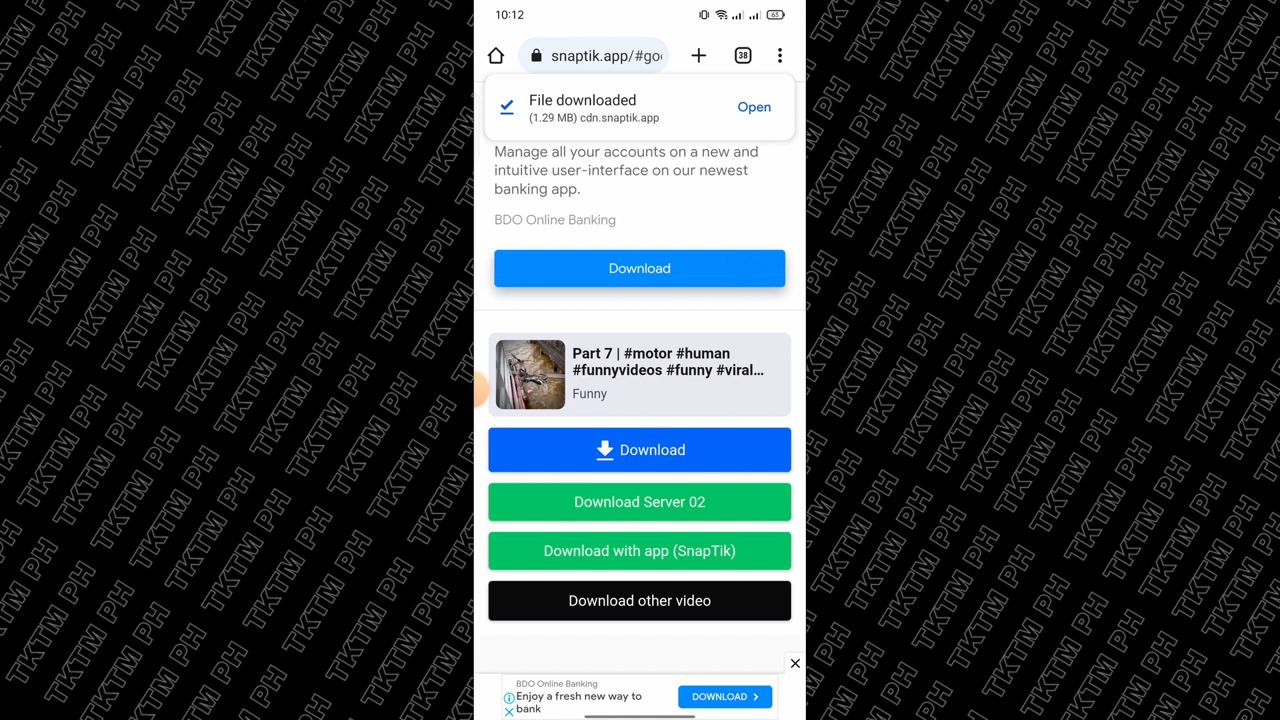 10:12
65
snaptik.app/#go
38
File downloaded
Open
(1.29 MB) cdn.snaptik.app
Manage all your accounts on a new and
intuitive user-interface on our newest
banking app.
BDO Online Banking
Download
Part 7 | #motor #human
#funnyvideos #funny #viral...
Funny
Download
Download Server 02
Download with app (SnapTik)
Download other video
BDO Online Banking
Enjoy a fresh new way to
bank
DOWNLOAD
TKTM PH